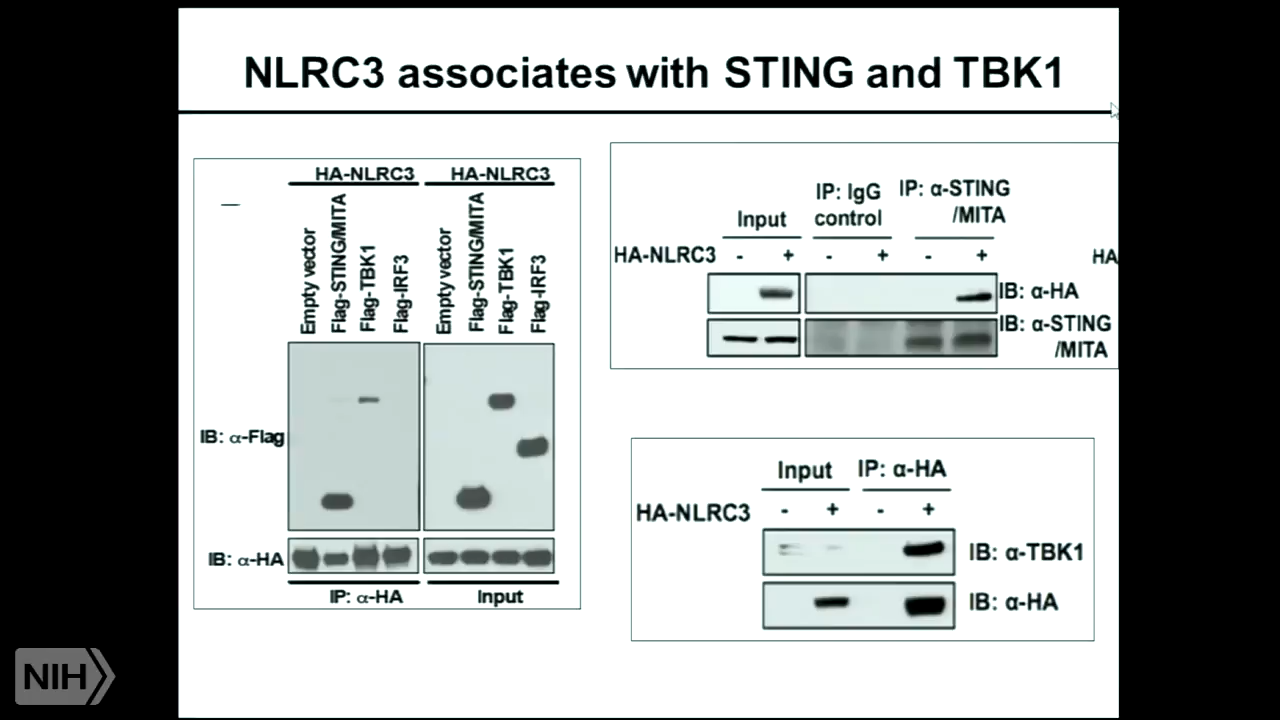 NLRC3 associates with STING and TBK1
HA-NLRC3
HA-NLRC3
Empty vector
Flag-STING/MITA
Flag-TBK1
Flag-IRF3
Empty vector
Flag-STING/MITA
Flag-TBK1
Flag-IRF3
IB: α-Flag
IB: α-HA
IP: α-HA
Input
Input
IP: IgG
control
IP: α-STING
/MITA
HA-NLRC3 - + - + - +
HA
IB: α-HA
IB: α-STING
/MITA
Input
IP: α-HA
HA-NLRC3 - + - +
IB: α-TBK1
IB: α-HA
NIH